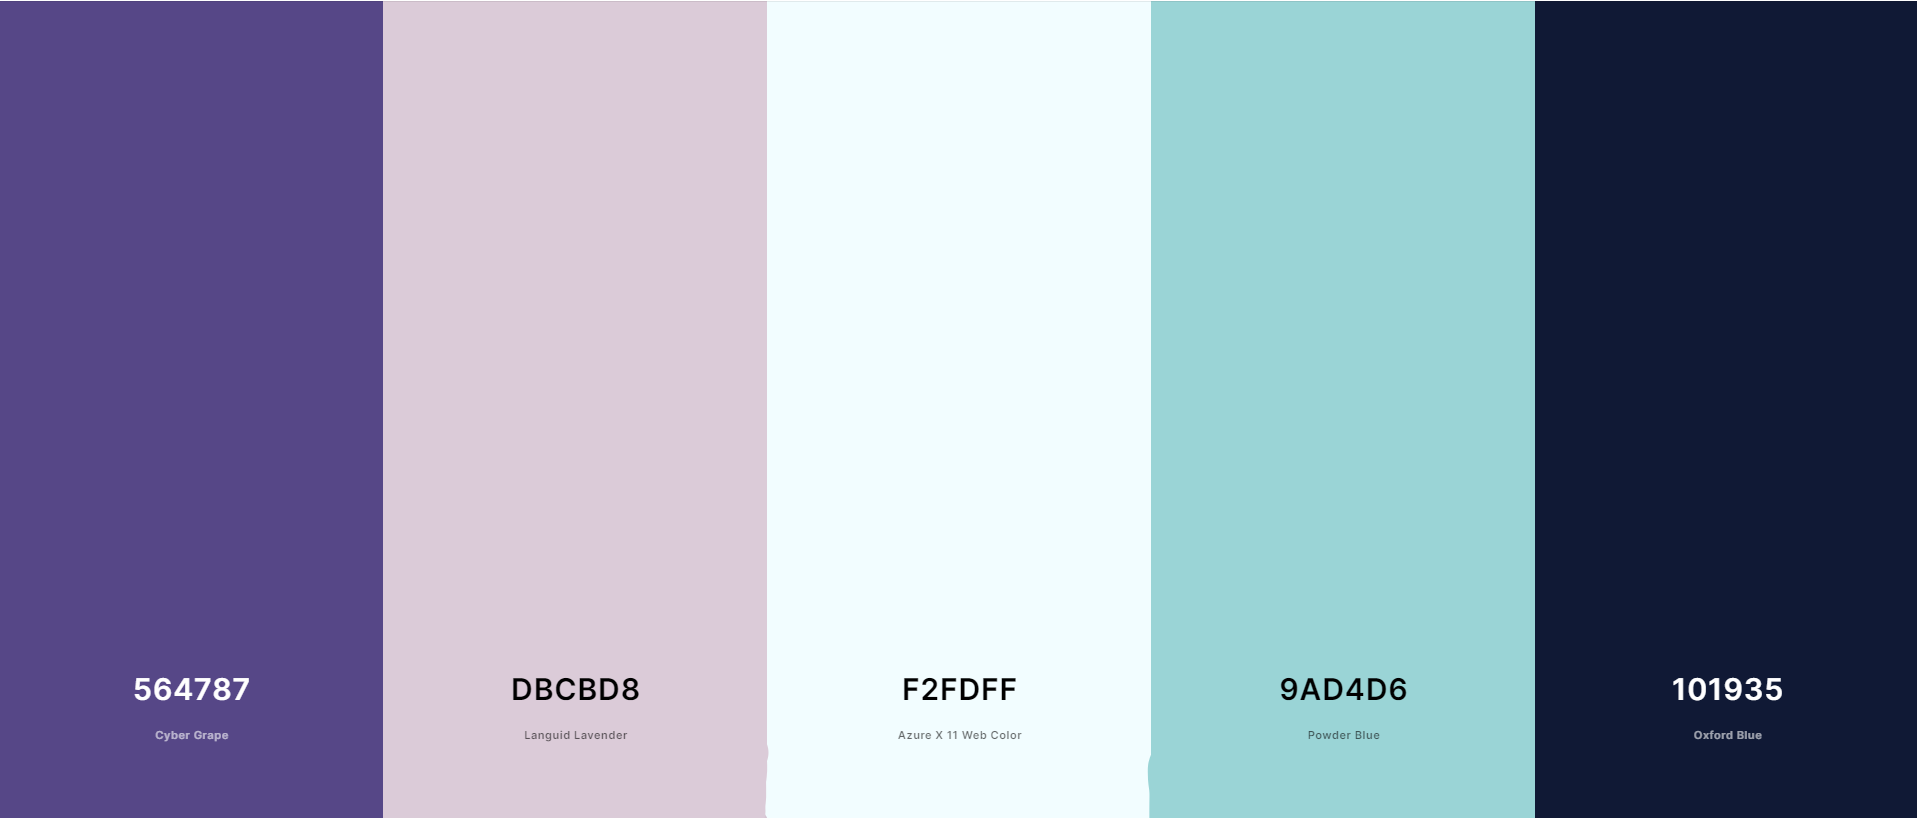 564787
Cyber Grape
DBCBD8
Languid Lavender
F2FDFF
Azure X 11 Web Color
9AD4D6
Powder Blue
101935
Oxford Blue